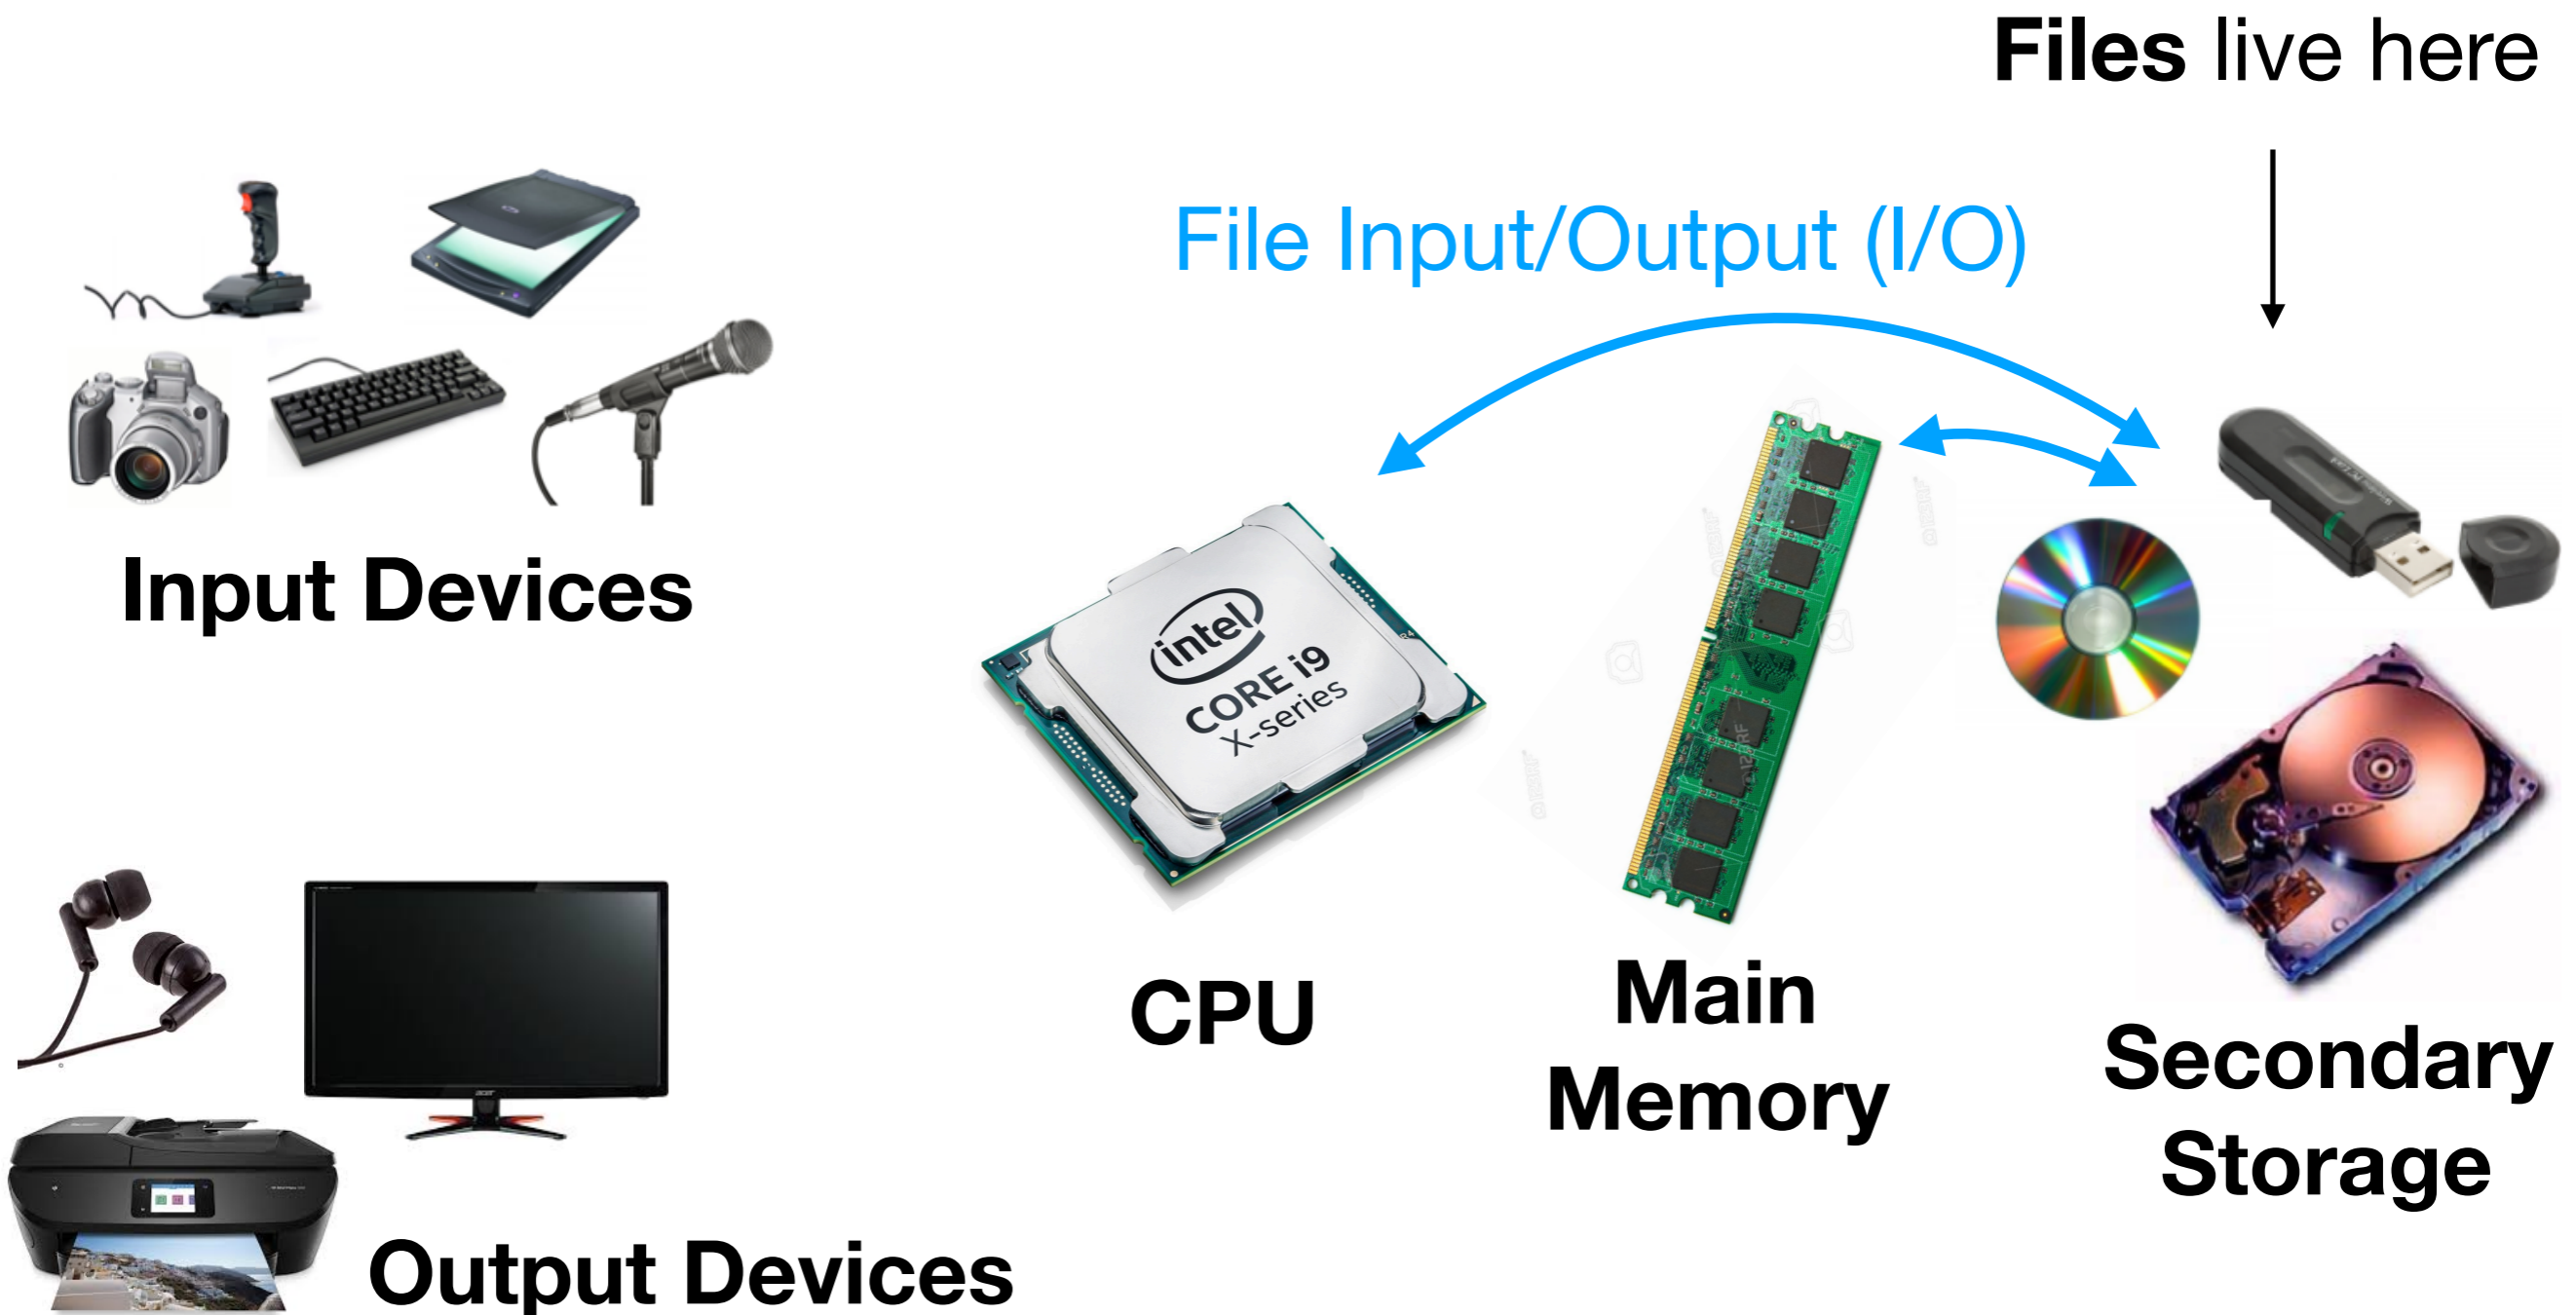 Files live here
File Input/Output (I/O)
Input Devices
intel
CORE i9
X-series
CPU
Main
Memory
Secondary
Storage
acer
Output Devices